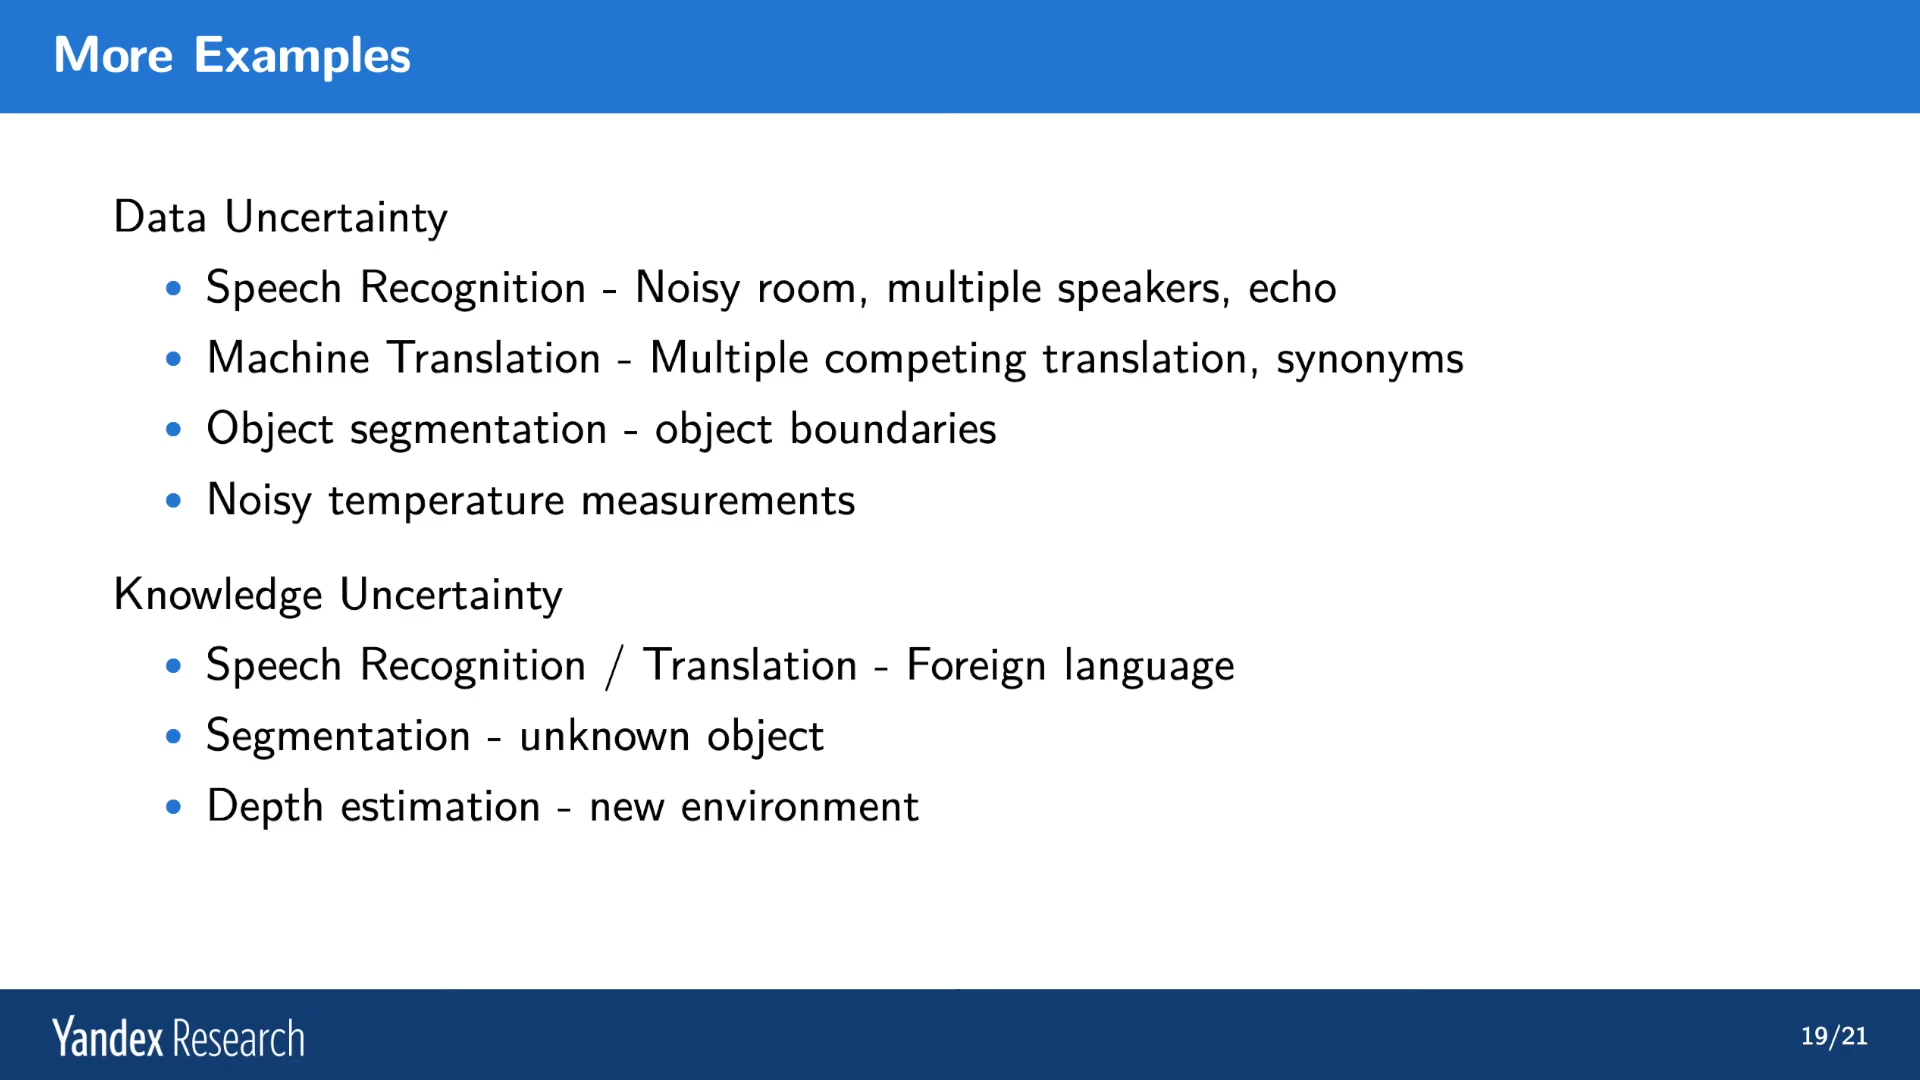 More Examples
Data Uncertainty
• Speech Recognition - Noisy room, multiple speakers, echo
• Machine Translation - Multiple competing translation, synonyms
• Object segmentation - object boundaries
• Noisy temperature measurements
Knowledge Uncertainty
• Speech Recognition / Translation - Foreign language
• Segmentation - unknown object
• Depth estimation - new environment
Yandex Research
19/21